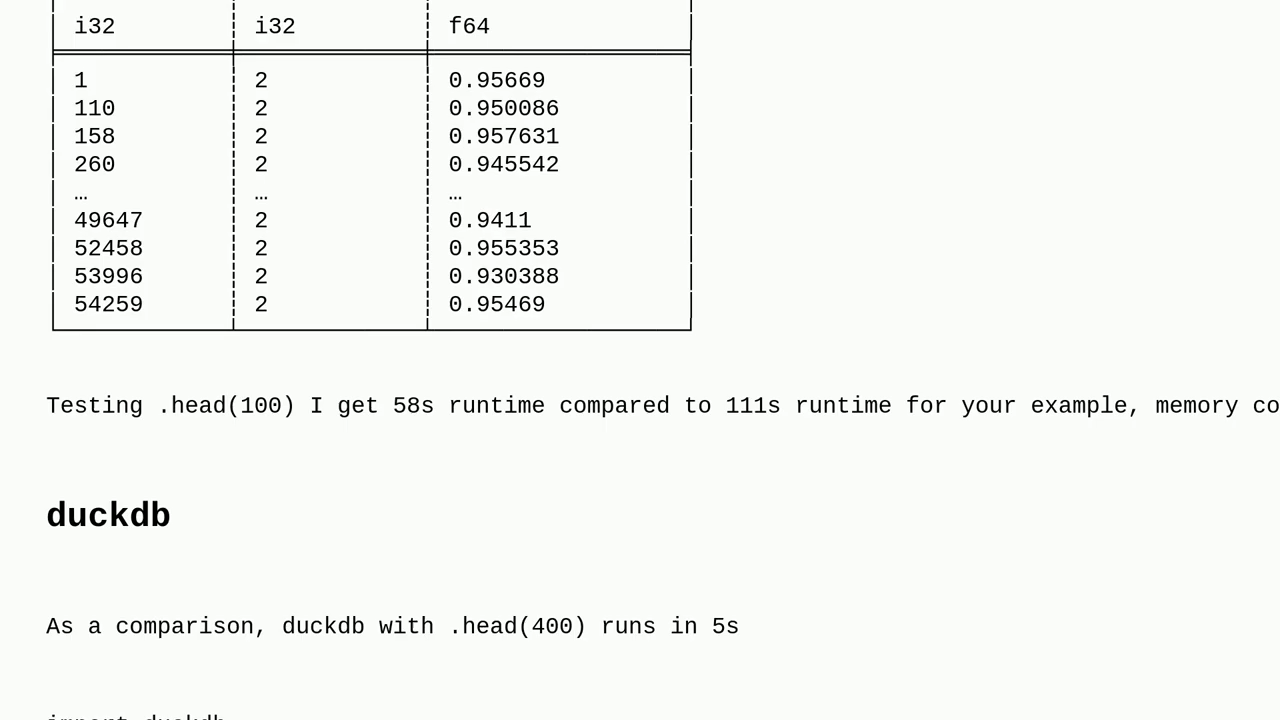 i32 i32 f64
1 2 0.95669
110 2 0.950086
158 2 0.957631
260 2 0.945542
… … …
49647 2 0.9411
52458 2 0.955353
53996 2 0.930388
54259 2 0.95469
Testing .head(100) I get 58s runtime compared to 111s runtime for your example, memory co
duckdb
As a comparison, duckdb with .head(400) runs in 5s
import duckdb